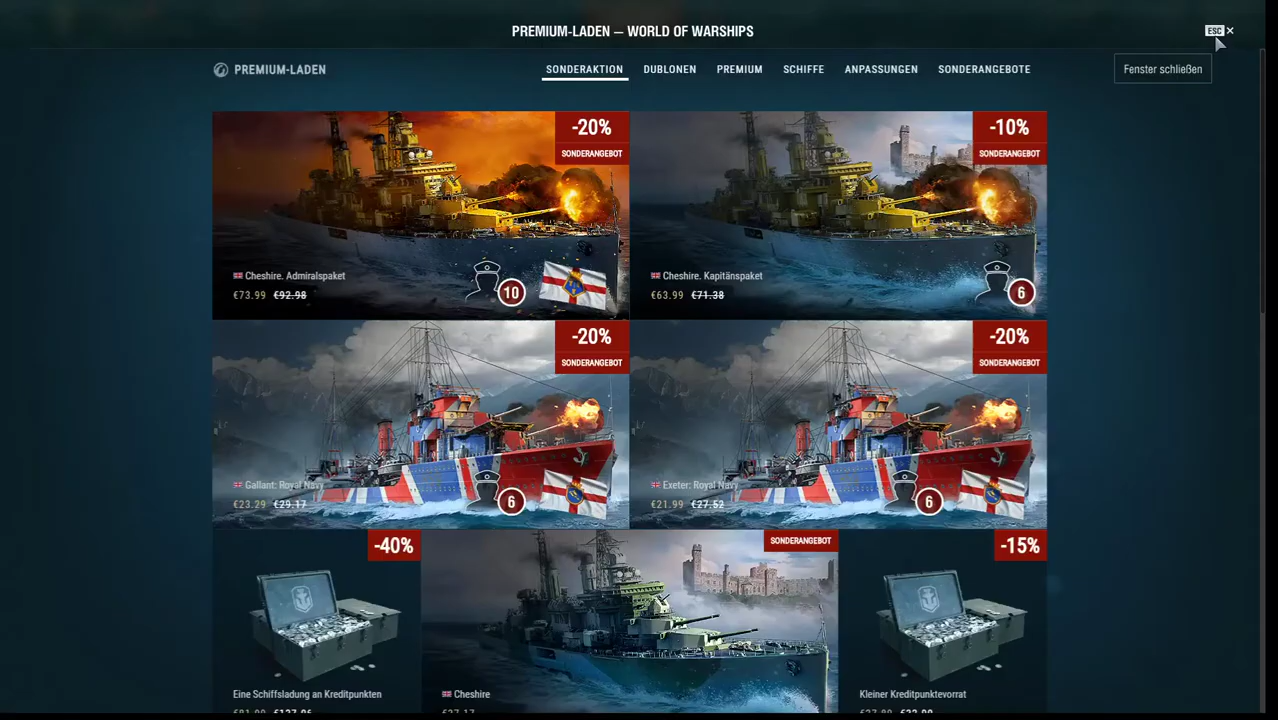 PREMIUM-LADEN — WORLD OF WARSHIPS
ESC ×
PREMIUM-LADEN
SONDERAKTION
DUBLONEN
PREMIUM
SCHIFFE
ANPASSUNGEN
SONDERANGEBOTE
Fenster schließen
-20%
SONDERANGEBOT
Cheshire. Admiralspaket
€73.99 €92.98
10
-10%
SONDERANGEBOT
Cheshire. Kapitänspaket
€63.99 €71.38
6
-20%
SONDERANGEBOT
Gallant: Royal Navy
€23.29 €29.17
6
-20%
SONDERANGEBOT
Exeter: Royal Navy
€21.99 €27.52
6
-40%
Eine Schiffsladung an Kreditpunkten
SONDERANGEBOT
Cheshire
-15%
Kleiner Kreditpunktevorrat